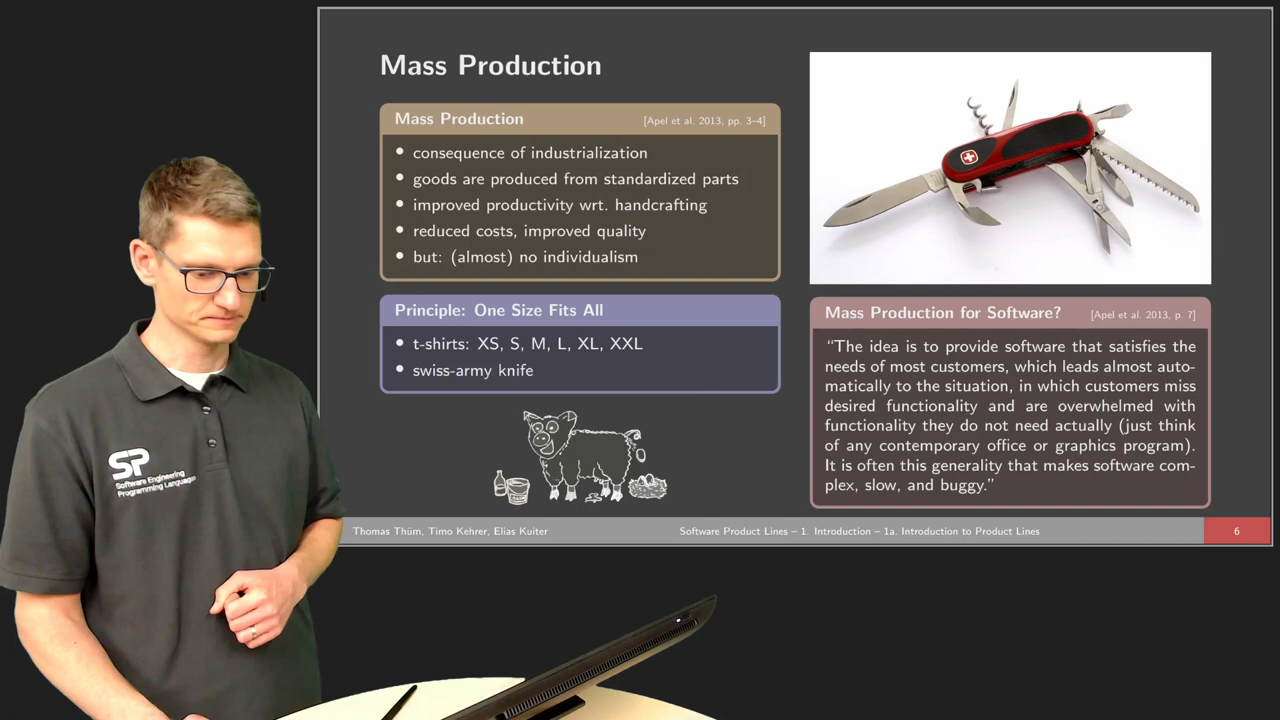 Mass Production
Mass Production [Apel et al. 2013, pp. 3–4]
• consequence of industrialization
• goods are produced from standardized parts
• improved productivity wrt. handcrafting
• reduced costs, improved quality
• but: (almost) no individualism
Principle: One Size Fits All
• t-shirts: XS, S, M, L, XL, XXL
• swiss-army knife
Mass Production for Software? [Apel et al. 2013, p. 7]
“The idea is to provide software that satisfies the
needs of most customers, which leads almost auto-
matically to the situation, in which customers miss
desired functionality and are overwhelmed with
functionality they do not need actually (just think
of any contemporary office or graphics program).
It is often this generality that makes software com-
plex, slow, and buggy.”
Thomas Thüm, Timo Kehrer, Elias Kuiter Software Product Lines – 1. Introduction – 1a. Introduction to Product Lines 6
SP
Software Engineering
Programming Languages